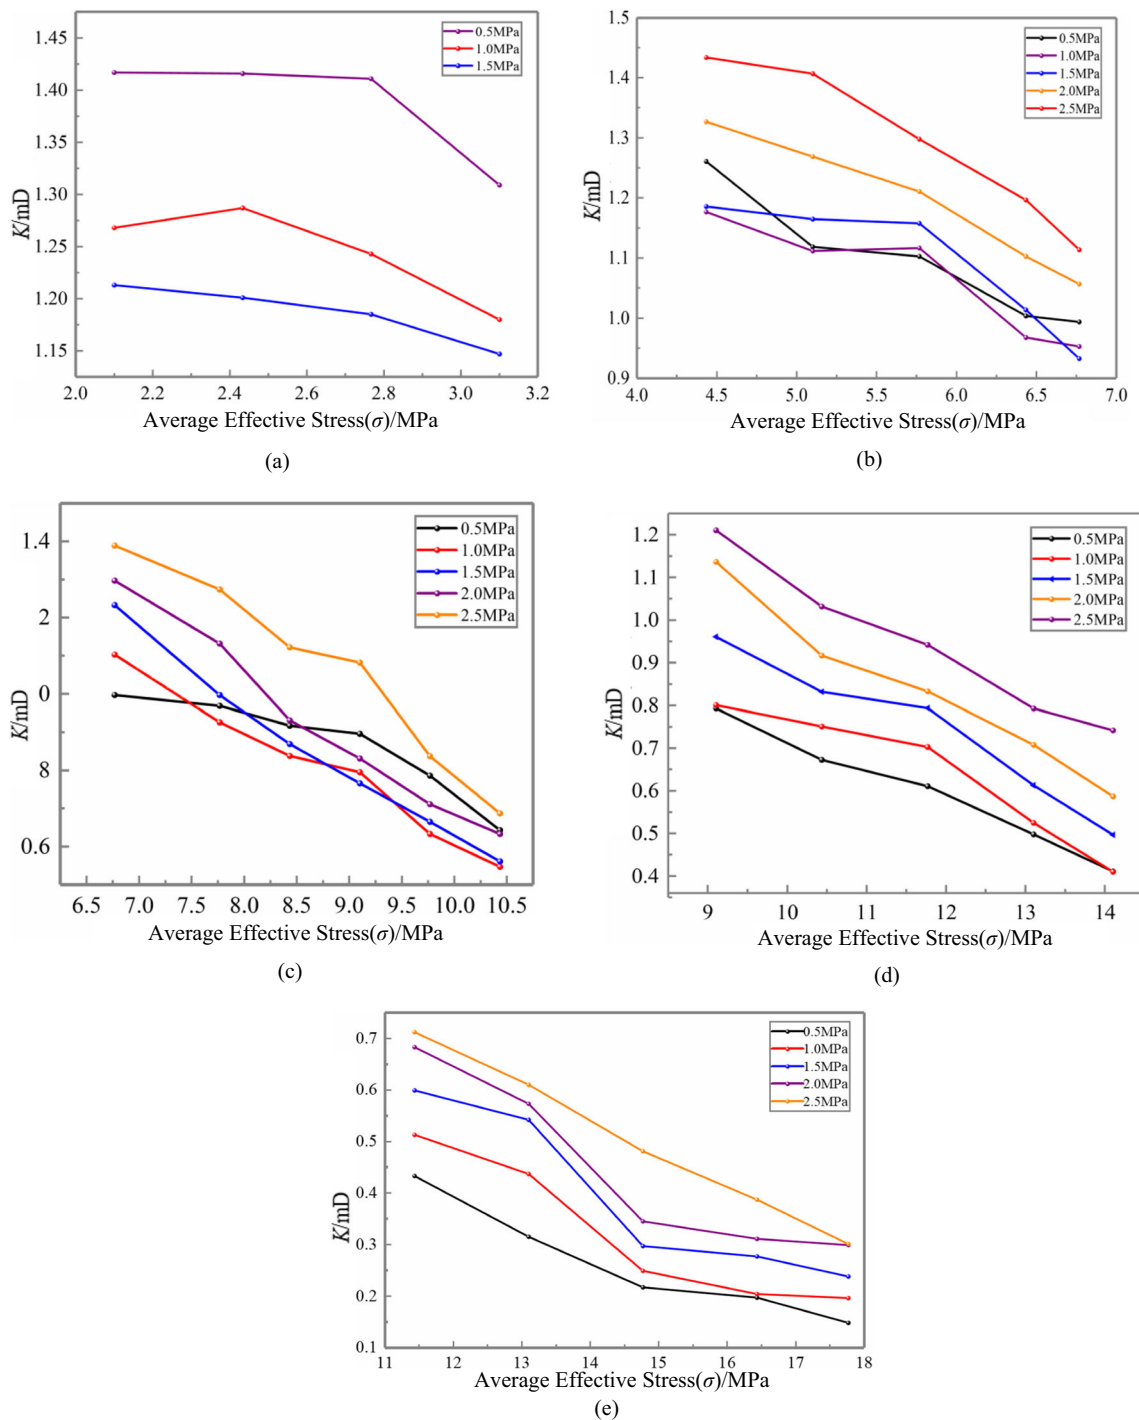 1.45
1.40
1.35
1.30
1.25
1.20
1.15
K/mD
0.5MPa
1.0MPa
1.5MPa
2.0 2.2 2.4 2.6 2.8 3.0 3.2
Average Effective Stress(σ)/MPa
(a)
1.5
1.4
1.3
1.2
1.1
1.0
0.9
K/mD
0.5MPa
1.0MPa
1.5MPa
2.0MPa
2.5MPa
4.0 4.5 5.0 5.5 6.0 6.5 7.0
Average Effective Stress(σ)/MPa
(b)
1.4
2
0
8
0.6
K/mD
0.5MPa
1.0MPa
1.5MPa
2.0MPa
2.5MPa
6.5 7.0 7.5 8.0 8.5 9.0 9.5 10.0 10.5
Average Effective Stress(σ)/MPa
(c)
1.2
1.1
1.0
0.9
0.8
0.7
0.6
0.5
0.4
K/mD
0.5MPa
1.0MPa
1.5MPa
2.0MPa
2.5MPa
9 10 11 12 13 14
Average Effective Stress(σ)/MPa
(d)
0.7
0.6
0.5
0.4
0.3
0.2
0.1
K/mD
0.5MPa
1.0MPa
1.5MPa
2.0MPa
2.5MPa
11 12 13 14 15 16 17 18
Average Effective Stress(σ)/MPa
(e)